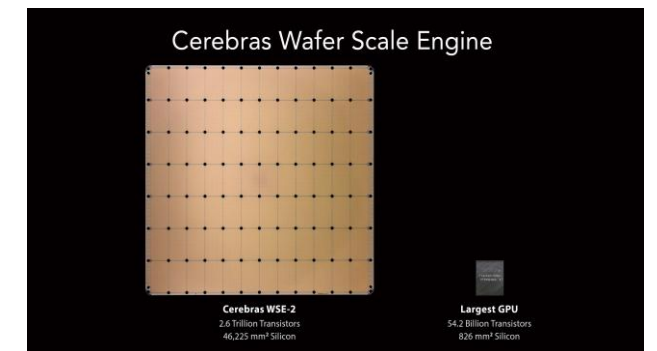 Cerebras Wafer Scale Engine
Cerebras WSE-2
2.6 Trillion Transistors
46,225 mm² Silicon
Largest GPU
54.2 Billion Transistors
826 mm² Silicon